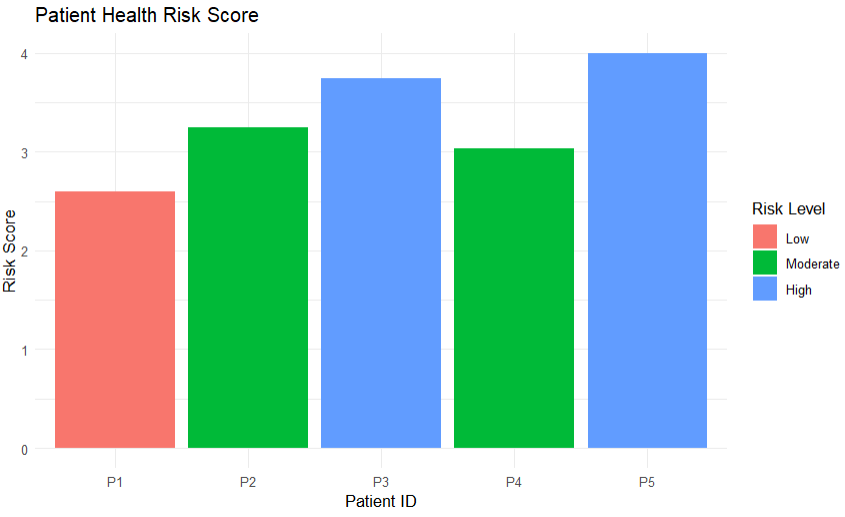 Patient Health Risk Score
Risk Score
4
3
2
1
0
P1 P2 P3 P4 P5
Patient ID
Risk Level
Low
Moderate
High